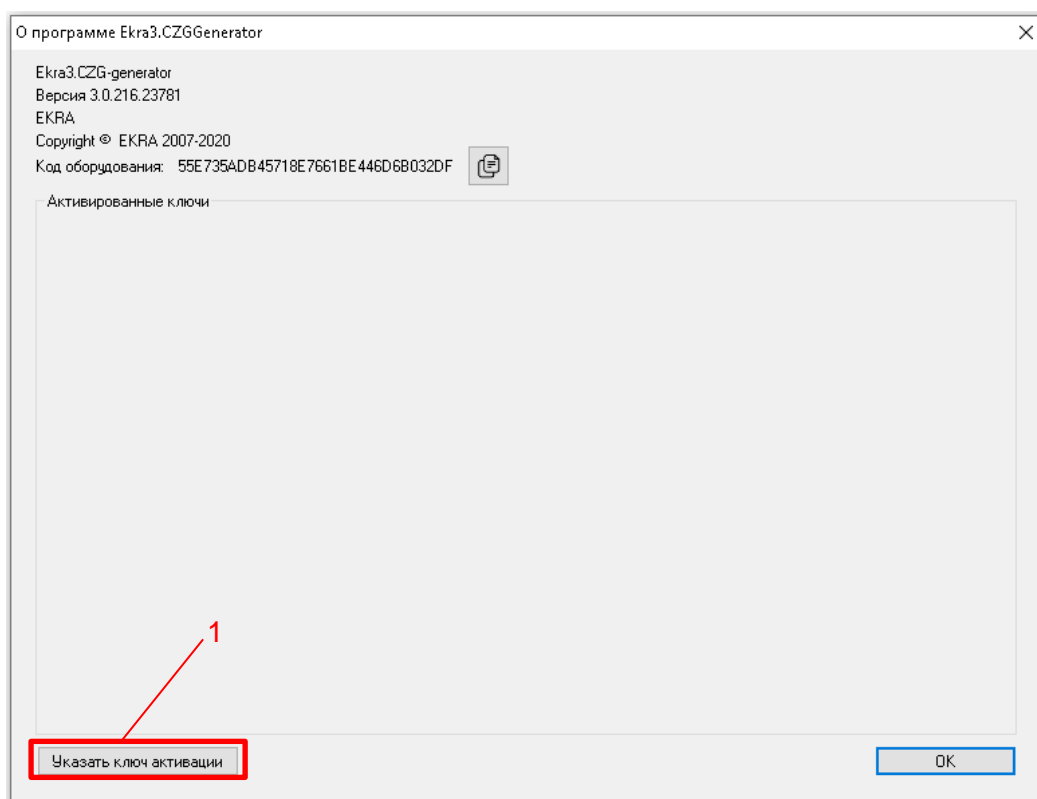 О программе Ekra3.CZGGenerator
Ekra3.CZG-generator
Версия 3.0.216.23781
EKRA
Copyright © EKRA 2007-2020
Код оборудования: 55E735ADB45718E7661BE446D6B032DF
Активированные ключи
1
Указать ключ активации
OK